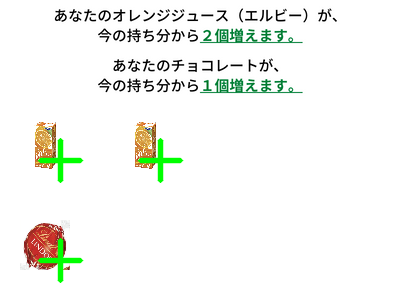 あなたのオレンジジュース（エルビー）が、
今の持ち分から２個増えます。
あなたのチョコレートが、
今の持ち分から１個増えます。
LINDT